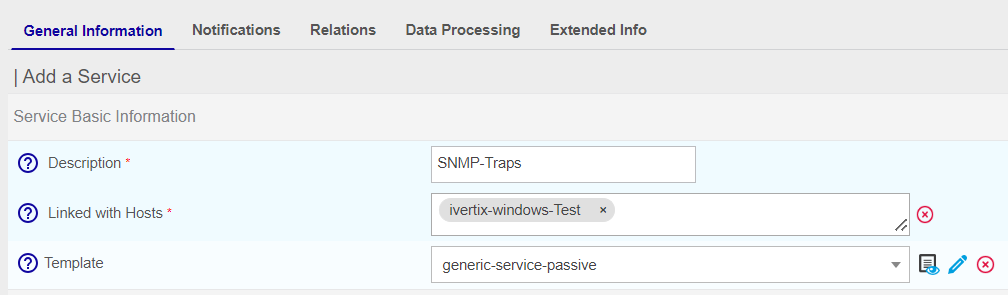 General Information Notifications Relations Data Processing Extended Info
| Add a Service
Service Basic Information
? Description * SNMP-Traps
? Linked with Hosts * ivertix-windows-Test ×
? Template generic-service-passive